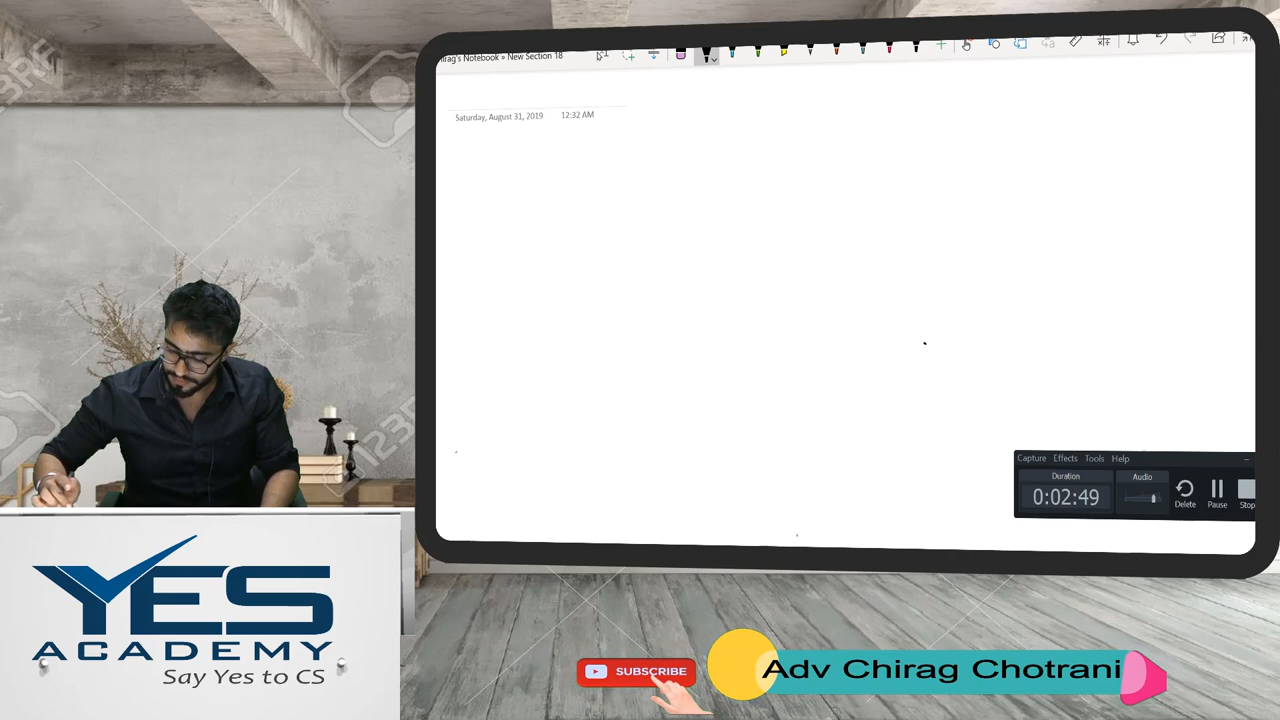 irag's Notebook » New Section 18
Saturday, August 31, 2019 12:32 AM
Capture Effects Tools Help
Duration
0:02:49
Audio
Delete
Pause
Stop
YES
ACADEMY
Say Yes to CS
SUBSCRIBE
Adv Chirag Chotrani
123RF